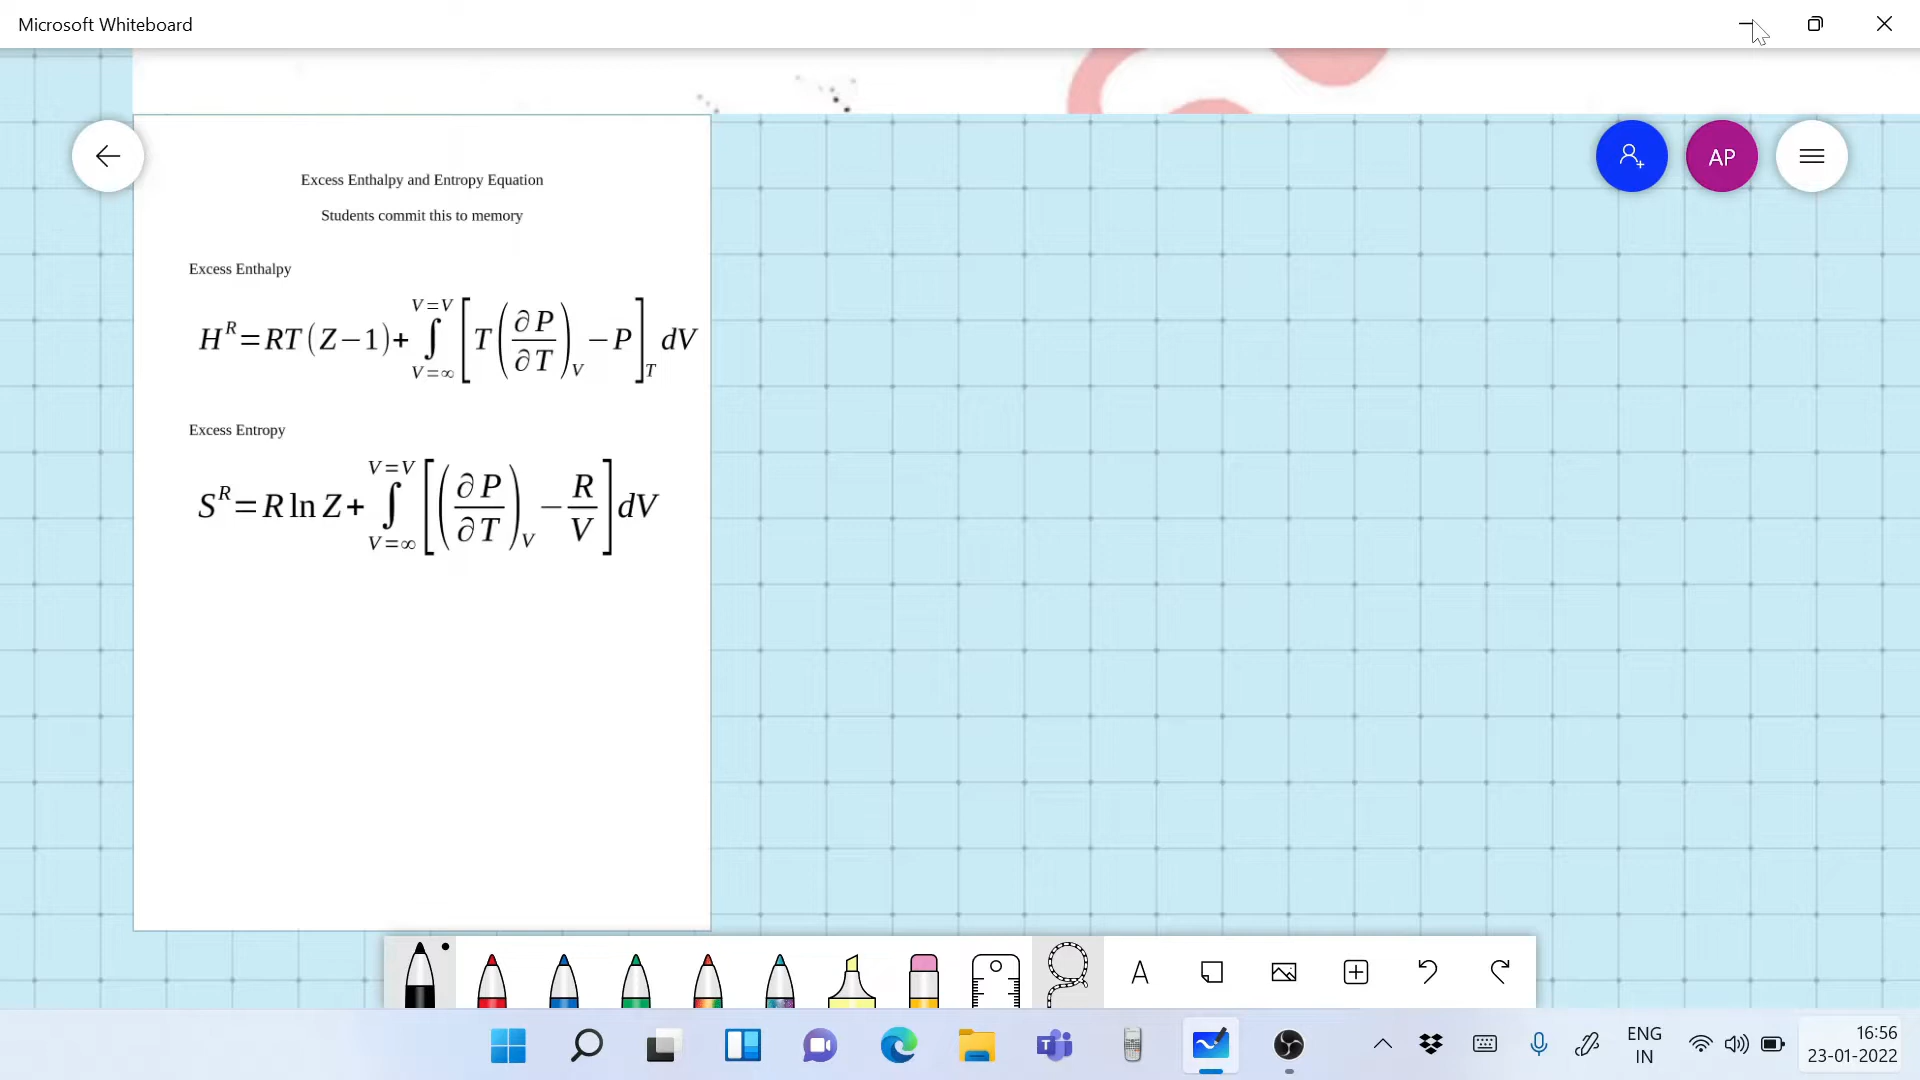 Microsoft Whiteboard
AP
Excess Enthalpy and Entropy Equation
Students commit this to memory
Excess Enthalpy
H^R=RT(Z−1)+∫_{V=∞}^{V=V}[T(∂P/∂T)_V−P]_T dV
Excess Entropy
S^R=R ln Z+∫_{V=∞}^{V=V}[(∂P/∂T)_V−R/V]dV
A
ENG
IN
16:56
23-01-2022